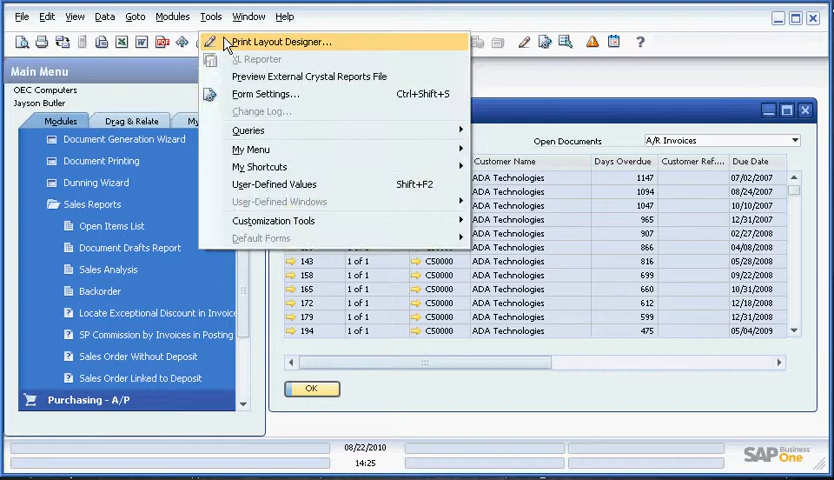 File Edit View Data Goto Modules Tools Window Help
Main Menu
OEC Computers
Jayson Butler
Modules Drag & Relate My
Document Generation Wizard
Document Printing
Dunning Wizard
Sales Reports
Open Items List
Document Drafts Report
Sales Analysis
Backorder
Locate Exceptional Discount in Invoice
SP Commission by Invoices in Posting
Sales Order Without Deposit
Sales Order Linked to Deposit
Purchasing - A/P
Print Layout Designer...
XL Reporter
Preview External Crystal Reports File
Form Settings... Ctrl+Shift+S
Change Log...
Queries
My Menu
My Shortcuts
User-Defined Values Shift+F2
User-Defined Windows
Customization Tools
Default Forms
Open Documents A/R Invoices
Customer Name Days Overdue Customer Ref.... Due Date
ADA Technologies 1147 07/02/2007
ADA Technologies 1094 08/24/2007
ADA Technologies 1047 10/10/2007
ADA Technologies 965 12/31/2007
ADA Technologies 907 02/27/2008
ADA Technologies 866 04/08/2008
143 1 of 1 C50000 ADA Technologies 816 05/28/2008
158 1 of 1 C50000 ADA Technologies 699 09/22/2008
165 1 of 1 C50000 ADA Technologies 660 10/31/2008
172 1 of 1 C50000 ADA Technologies 612 12/18/2008
179 1 of 1 C50000 ADA Technologies 599 12/31/2008
194 1 of 1 C50000 ADA Technologies 475 05/04/2009
OK
08/22/2010
14:25
SAP Business One